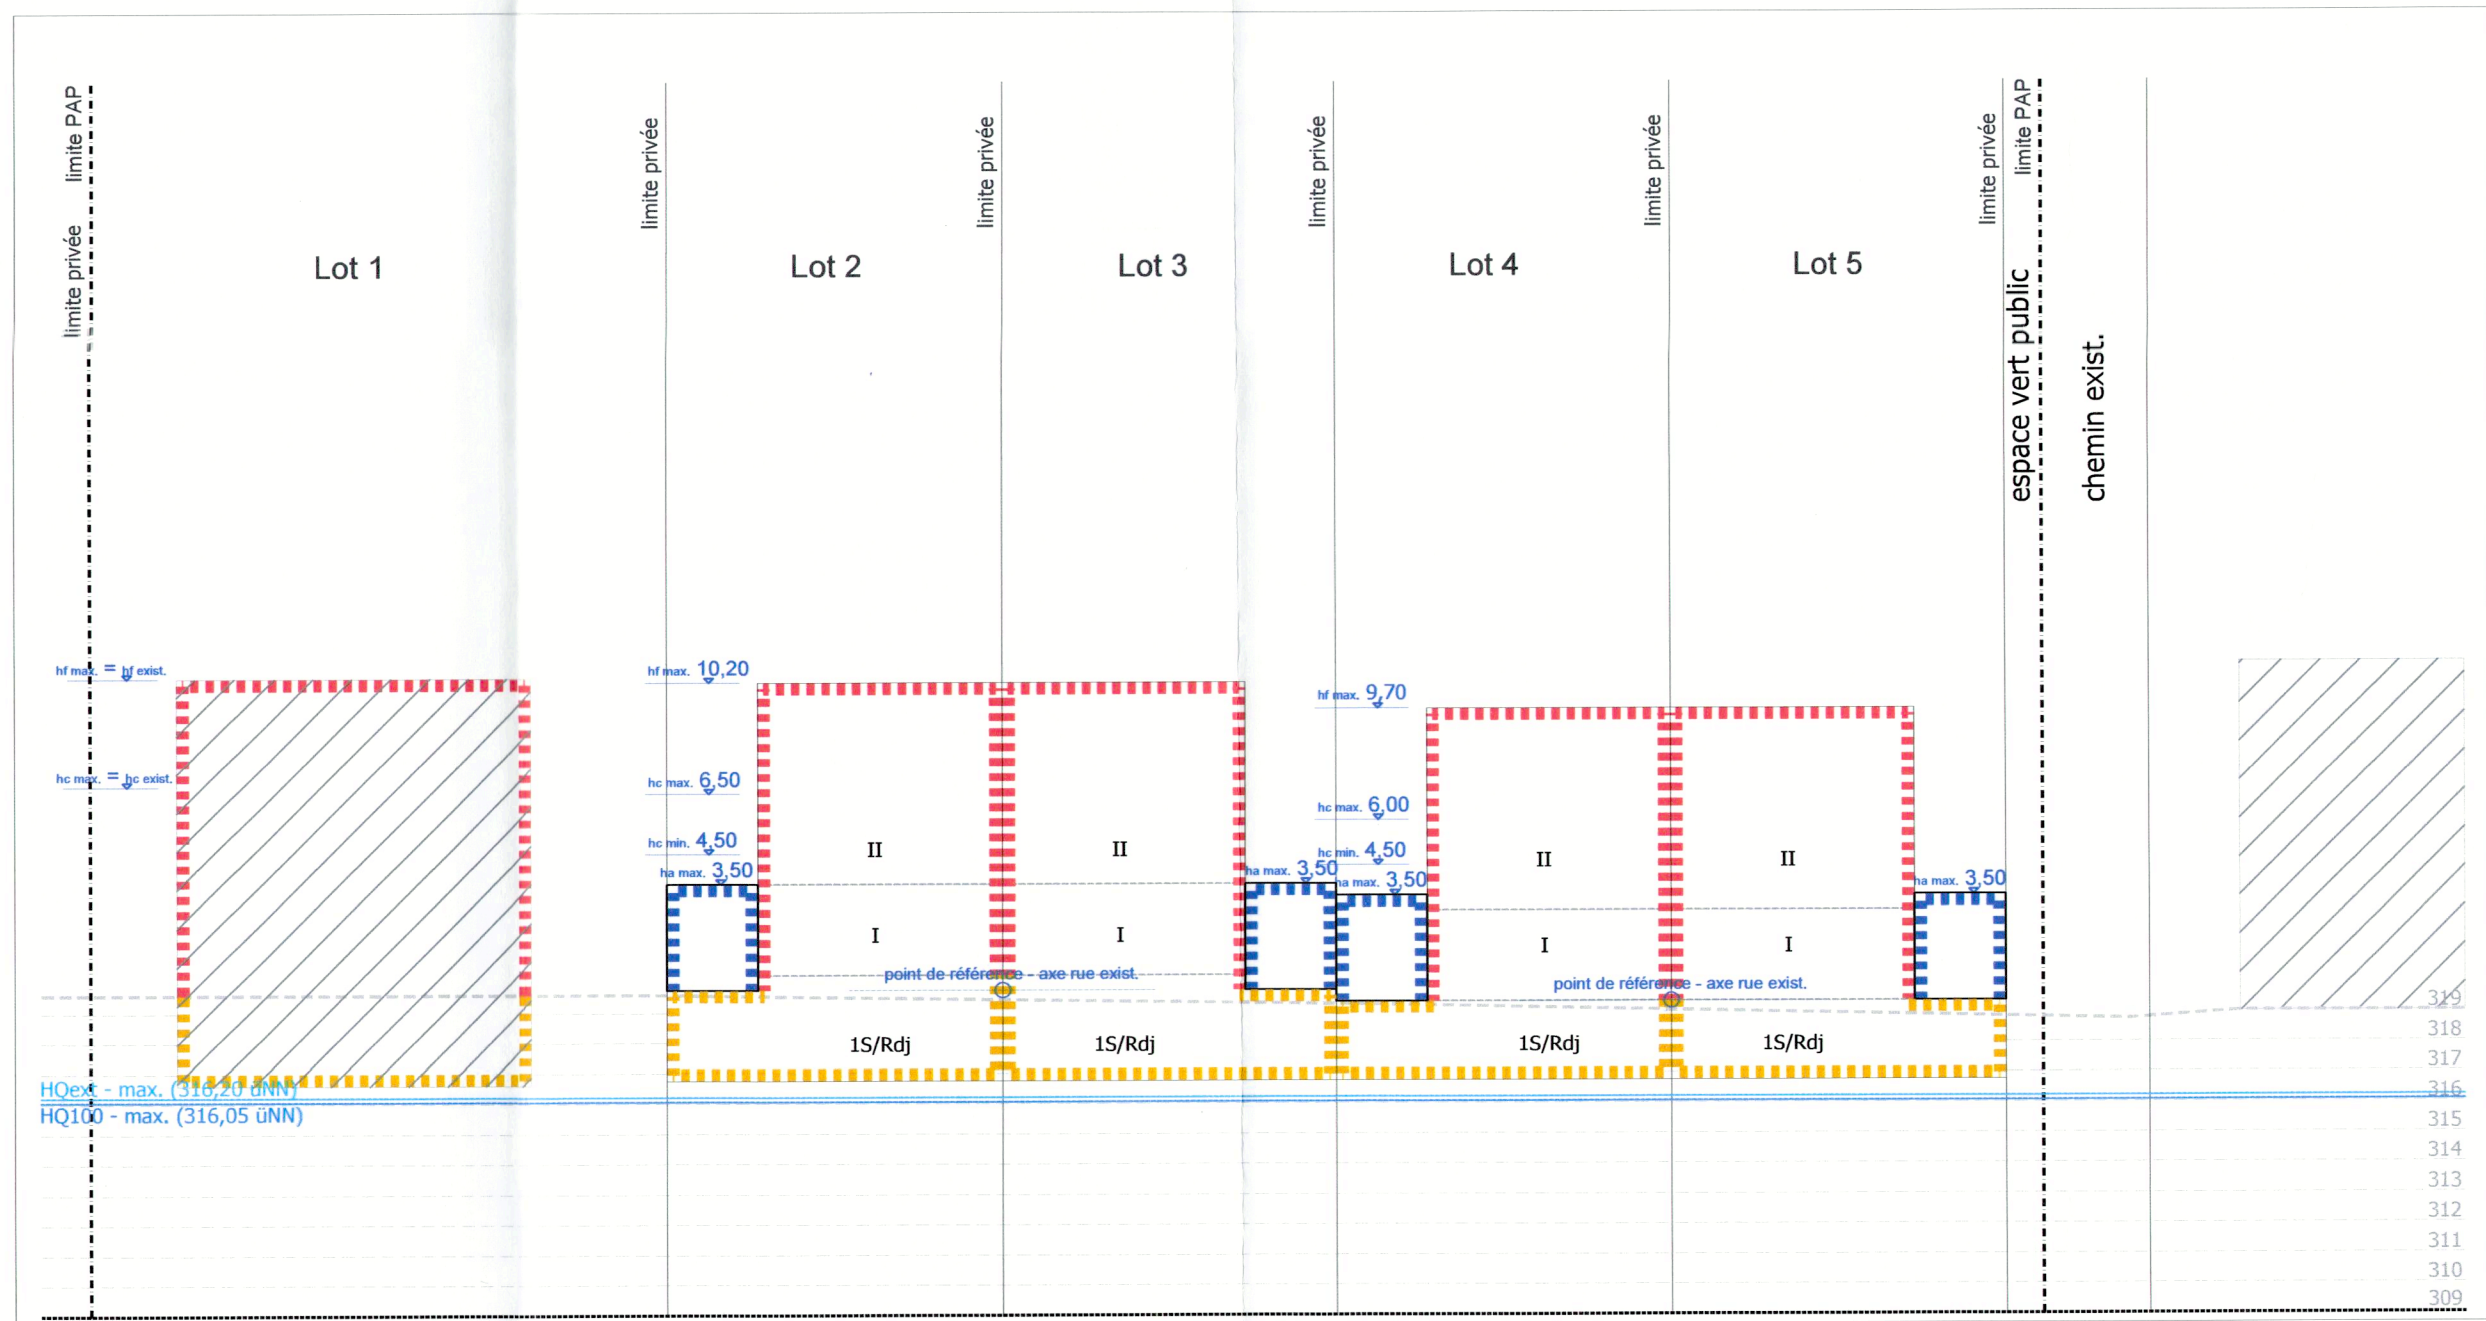 limite privée limite PAP
limite privée
limite privée
limite privée
limite privée
limite privée limite PAP
Lot 1
Lot 2
Lot 3
Lot 4
Lot 5
espace vert public
chemin exist.
hf max. = hf exist.
hc max. = hc exist.
hf max. 10,20
hc max. 6,50
hc min. 4,50
ha max. 3,50
II
II
I
I
point de référence - axe rue exist.
1S/Rdj
1S/Rdj
ha max. 3,50
hf max. 9,70
hc max. 6,00
hc min. 4,50
ha max. 3,50
II
II
I
I
point de référence - axe rue exist.
1S/Rdj
1S/Rdj
ha max. 3,50
HQext - max. (316,20 üNN)
HQ100 - max. (316,05 üNN)
319
318
317
316
315
314
313
312
311
310
309